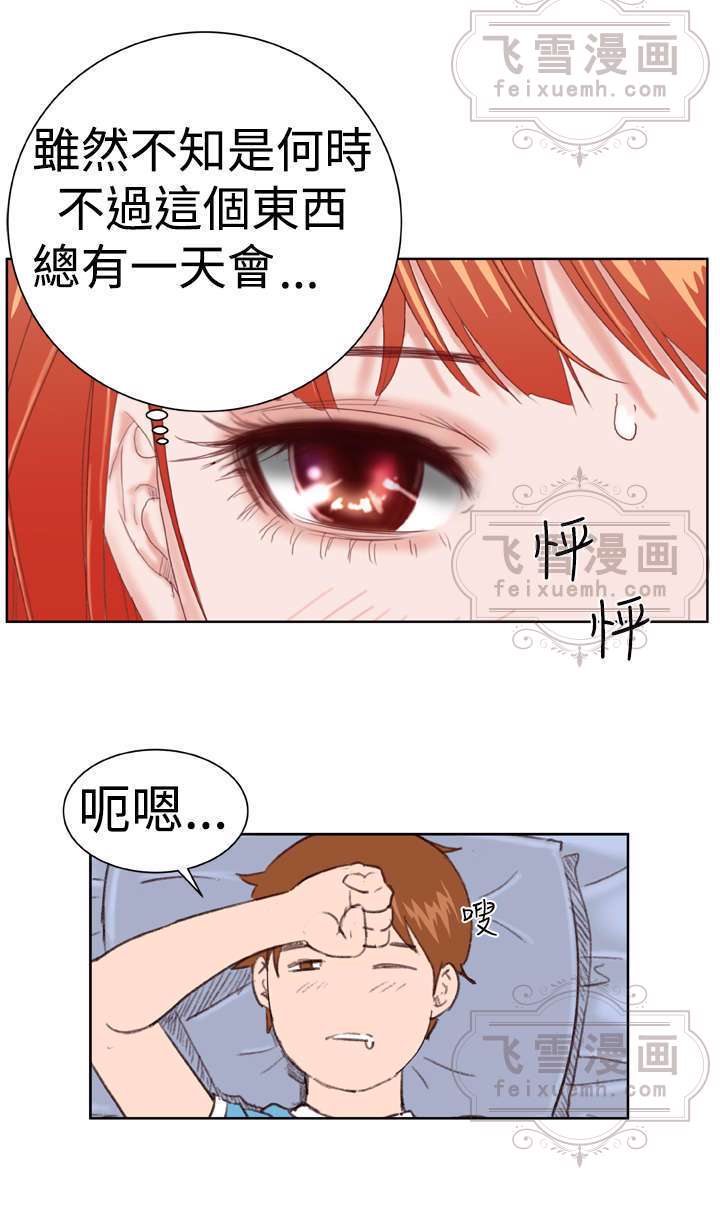 飞雪漫画
feixuemh.com
雖然不知是何時
不過這個東西
總有一天會...
飞雪漫画
feixuemh.com
怦
怦
呃嗯...
嗖
飞雪漫画
feixuemh.com